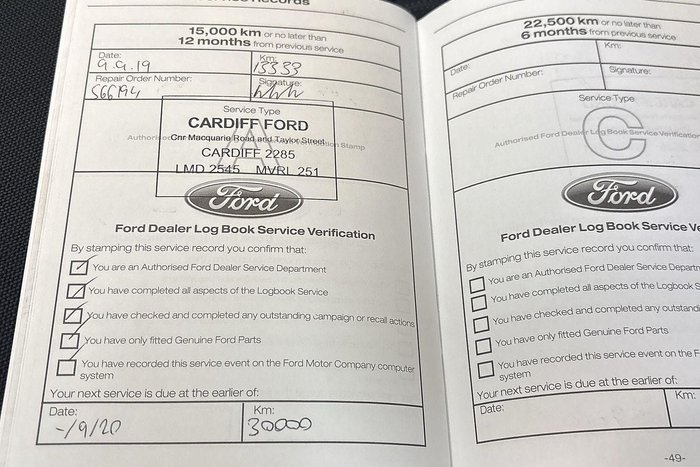 15,000 km or no later than
12 months from previous service
Date:
9.9.19
Km:
13333
Repair Order Number:
S66194
Signature:
Service Type
A
CARDIFF FORD
Cnr Macquarie Road and Taylor Street
CARDIFF 2285
LMD 2545 MVRL 251
Ford
Ford Dealer Log Book Service Verification
By stamping this service record you confirm that:
You are an Authorised Ford Dealer Service Department
You have completed all aspects of the Logbook Service
You have checked and completed any outstanding campaign or recall actions
You have only fitted Genuine Ford Parts
You have recorded this service event on the Ford Motor Company computer
system
Your next service is due at the earlier of:
Date:
-/9/20
Km:
30000
22,500 km or no later than
6 months from previous service
Date:
Km:
Repair Order Number:
Signature:
Service Type
C
Authorised Ford Dealer Log Book Service Verification
Ford
Ford Dealer Log Book Service Ve
By stamping this service record you confirm that:
You are an Authorised Ford Dealer Service Depart
You have completed all aspects of the Logbook S
You have checked and completed any outstandi
You have only fitted Genuine Ford Parts
You have recorded this service event on the F
system
Your next service is due at the earlier of:
Date:
Km:
-49-